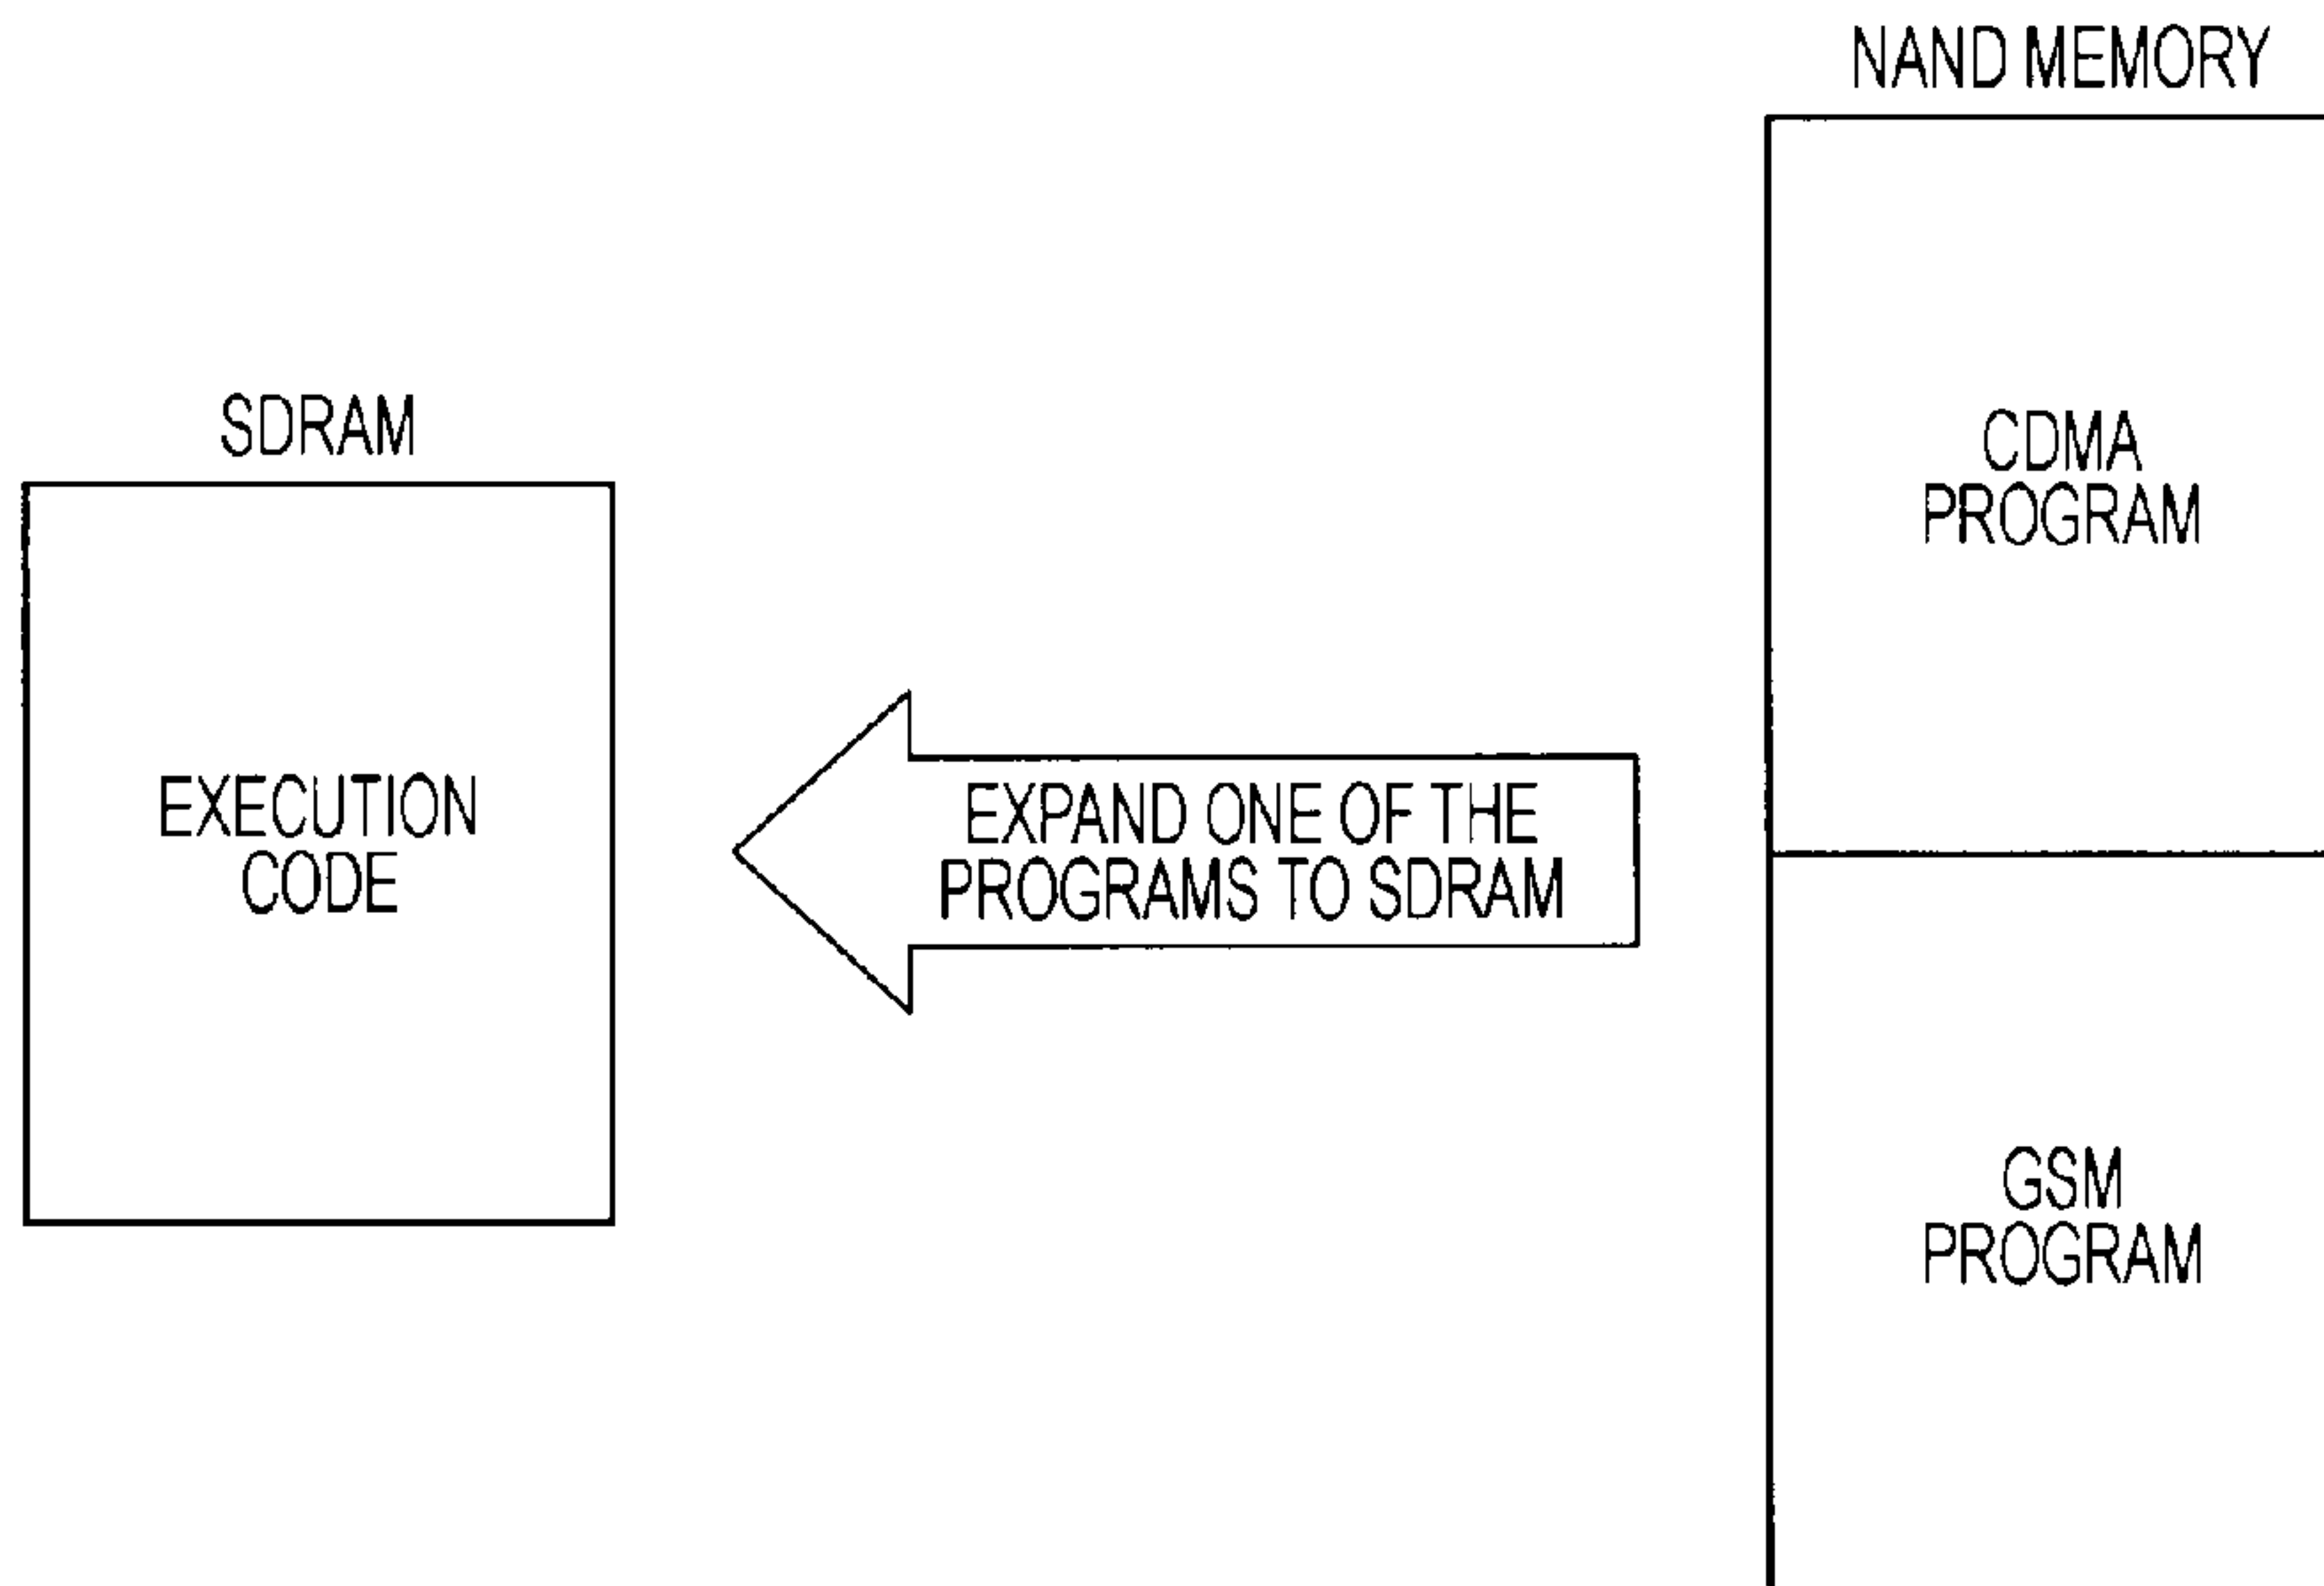 NAND MEMORY
SDRAM
CDMA
PROGRAM
EXECUTION
CODE
EXPAND ONE OF THE
PROGRAMS TO SDRAM
GSM
PROGRAM